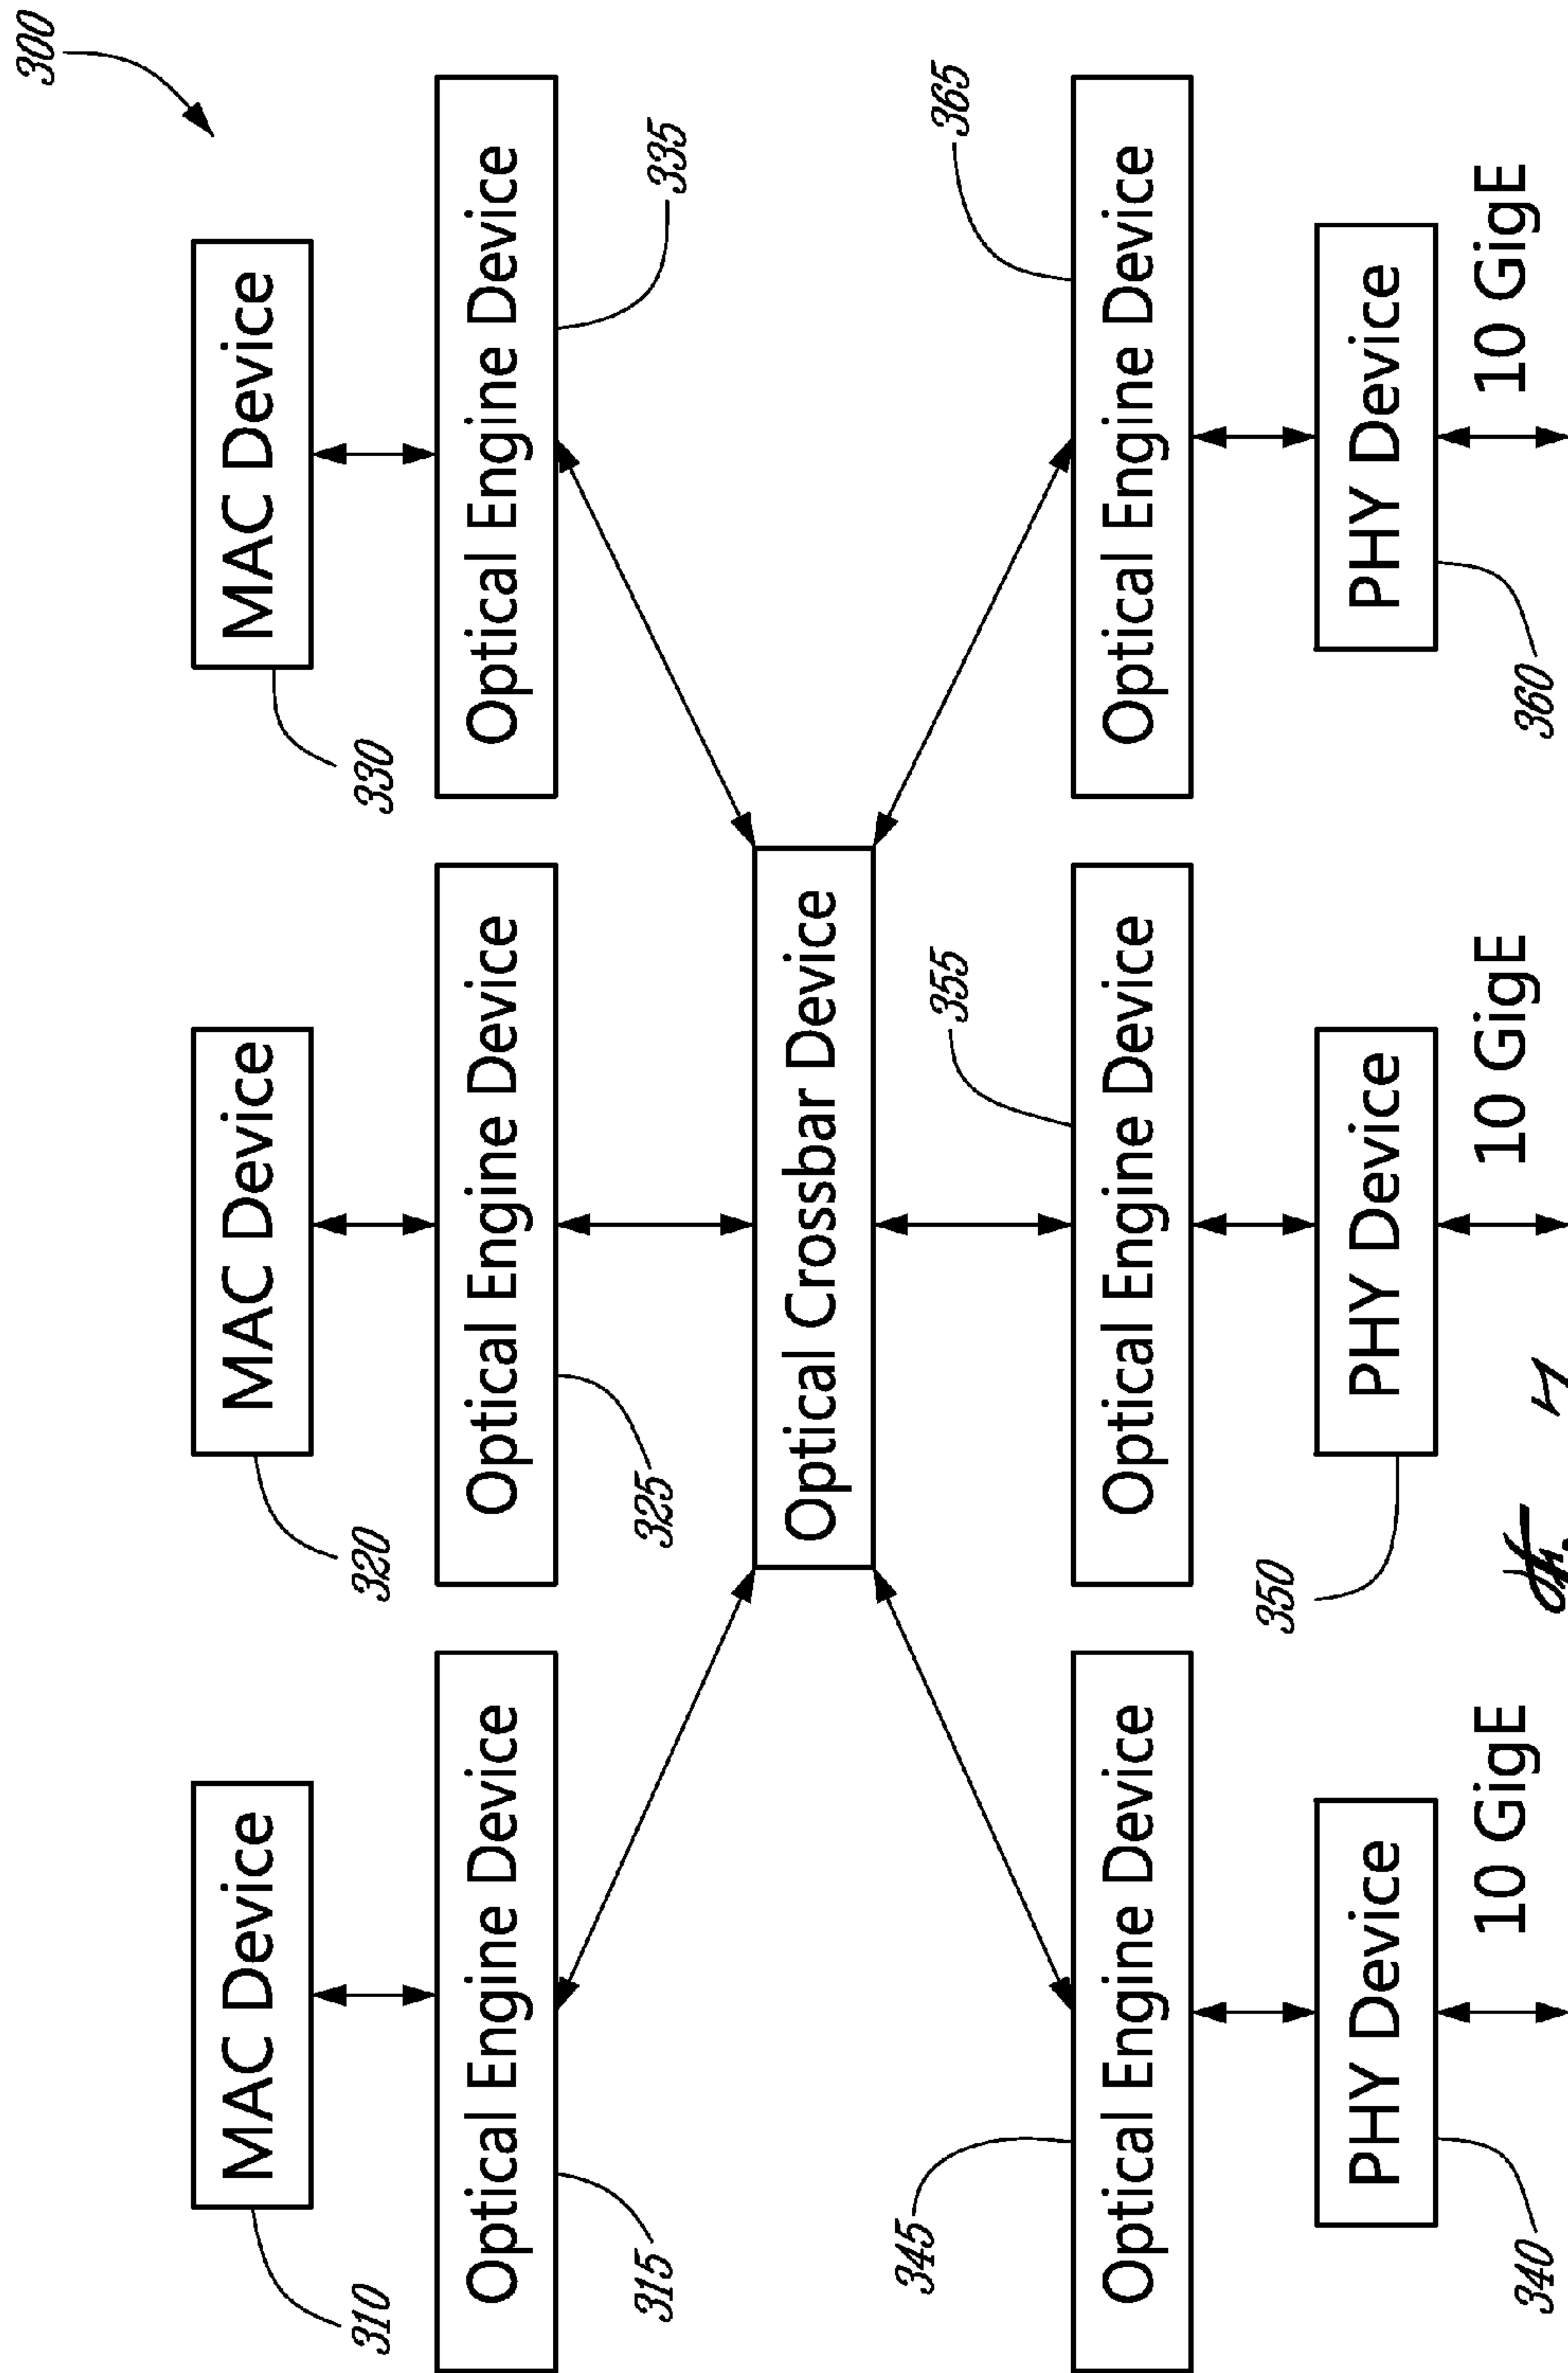 300
MAC Device
MAC Device
MAC Device
310
320
330
Optical Engine Device
Optical Engine Device
Optical Engine Device
315
325
335
Optical Crossbar Device
345
355
365
Optical Engine Device
Optical Engine Device
Optical Engine Device
350
PHY Device
PHY Device
PHY Device
340
360
10 GigE
10 GigE
10 GigE